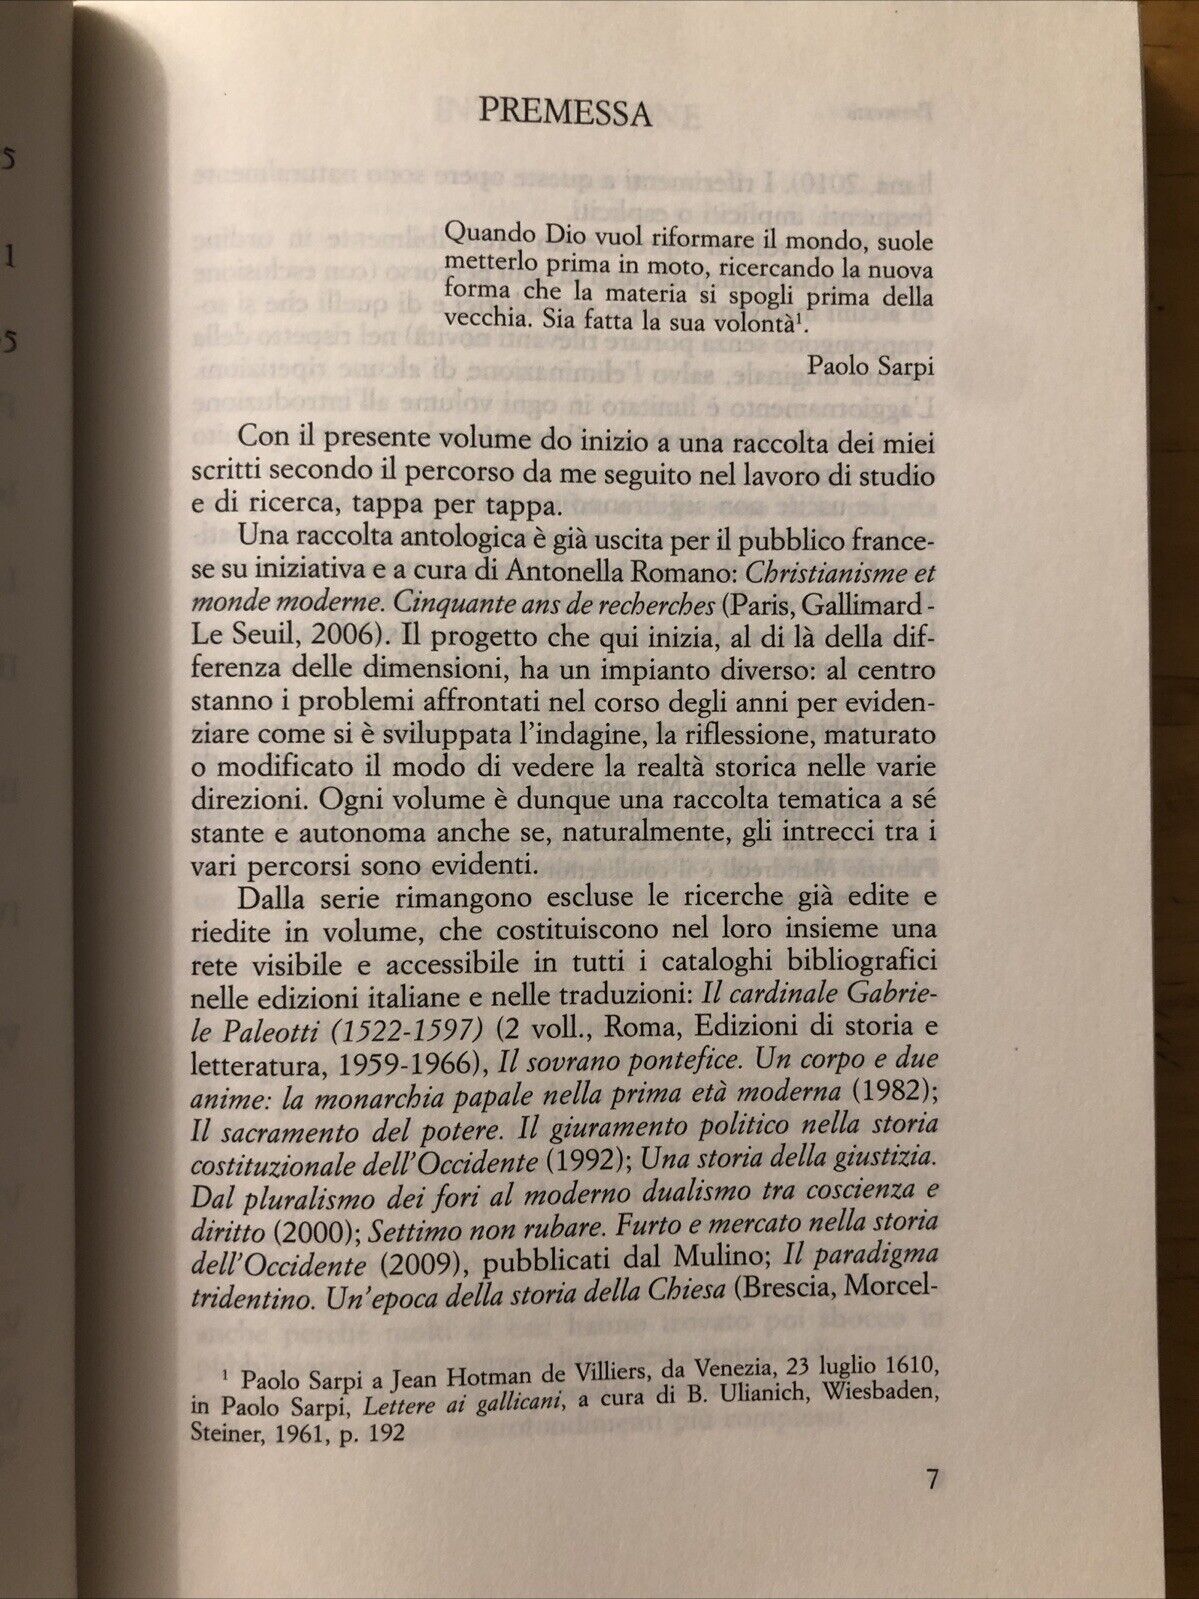 PREMESSA
Quando Dio vuol riformare il mondo, suole
metterlo prima in moto, ricercando la nuova
forma che la materia si spogli prima della
vecchia. Sia fatta la sua volontà¹.
Paolo Sarpi
Con il presente volume do inizio a una raccolta dei miei
scritti secondo il percorso da me seguito nel lavoro di studio
e di ricerca, tappa per tappa.
Una raccolta antologica è già uscita per il pubblico france-
se su iniziativa e a cura di Antonella Romano: Christianisme et
monde moderne. Cinquante ans de recherches (Paris, Gallimard -
Le Seuil, 2006). Il progetto che qui inizia, al di là della dif-
ferenza delle dimensioni, ha un impianto diverso: al centro
stanno i problemi affrontati nel corso degli anni per eviden-
ziare come si è sviluppata l'indagine, la riflessione, maturato
o modificato il modo di vedere la realtà storica nelle varie
direzioni. Ogni volume è dunque una raccolta tematica a sé
stante e autonoma anche se, naturalmente, gli intrecci tra i
vari percorsi sono evidenti.
Dalla serie rimangono escluse le ricerche già edite e
riedite in volume, che costituiscono nel loro insieme una
rete visibile e accessibile in tutti i cataloghi bibliografici
nelle edizioni italiane e nelle traduzioni: Il cardinale Gabrie-
le Paleotti (1522-1597) (2 voll., Roma, Edizioni di storia e
letteratura, 1959-1966), Il sovrano pontefice. Un corpo e due
anime: la monarchia papale nella prima età moderna (1982);
Il sacramento del potere. Il giuramento politico nella storia
costituzionale dell'Occidente (1992); Una storia della giustizia.
Dal pluralismo dei fori al moderno dualismo tra coscienza e
diritto (2000); Settimo non rubare. Furto e mercato nella storia
dell'Occidente (2009), pubblicati dal Mulino; Il paradigma
tridentino. Un'epoca della storia della Chiesa (Brescia, Morcel-
¹ Paolo Sarpi a Jean Hotman de Villiers, da Venezia, 23 luglio 1610,
in Paolo Sarpi, Lettere ai gallicani, a cura di B. Ulianich, Wiesbaden,
Steiner, 1961, p. 192
7